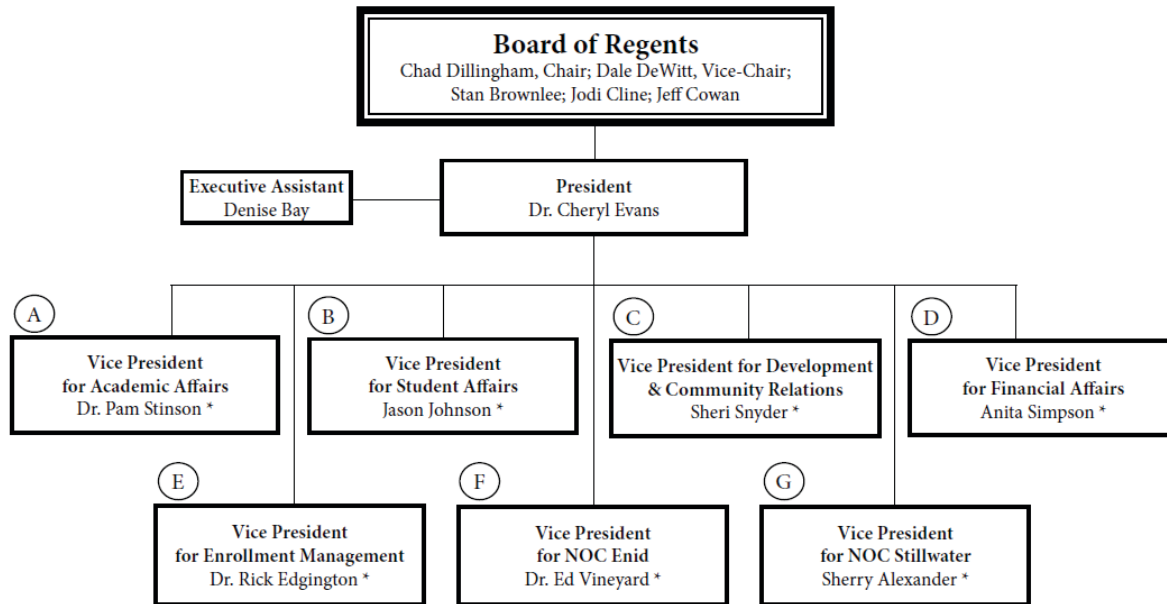 Board of Regents
Chad Dillingham, Chair; Dale DeWitt, Vice-Chair;
Stan Brownlee; Jodi Cline; Jeff Cowan
Executive Assistant
Denise Bay
President
Dr. Cheryl Evans
A
Vice President
for Academic Affairs
Dr. Pam Stinson *
B
Vice President
for Student Affairs
Jason Johnson *
C
Vice President for Development
& Community Relations
Sheri Snyder *
D
Vice President
for Financial Affairs
Anita Simpson *
E
Vice President
for Enrollment Management
Dr. Rick Edgington *
F
Vice President
for NOC Enid
Dr. Ed Vineyard *
G
Vice President
for NOC Stillwater
Sherry Alexander *